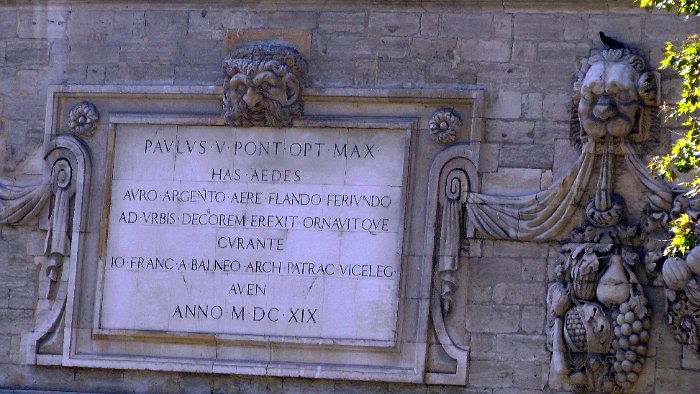 PAVLVS · V · PONT · OPT · MAX ·
HAS · AEDES
AVRO · ARGENTO · AERE · FLANDO · FERIVNDO
AD · VRBIS · DECOREM · EREXIT · ORNAVITQVE
CVRANTE
IO · FRANC · A BALNEO · ARCH · PATRAC · VICELEG ·
AVEN
ANNO M · DC · XIX